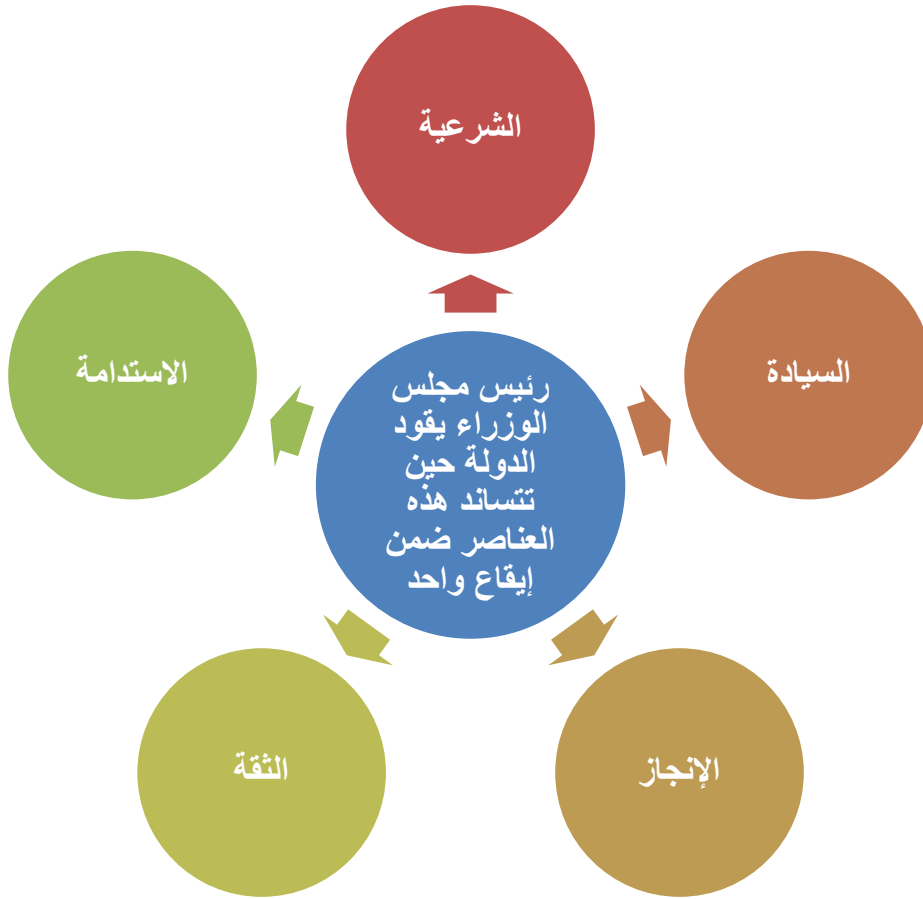 الشرعية
السيادة
الاستدامة
رئيس مجلس
الوزراء يقود
الدولة حين
تتساند هذه
العناصر ضمن
إيقاع واحد
الإنجاز
الثقة